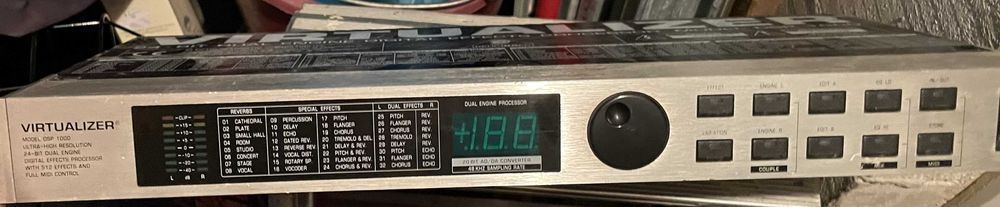 VIRTUALIZER
VIRTUALIZER®
MODEL DSP 1000
ULTRA-HIGH RESOLUTION
24-BIT DUAL ENGINE
DIGITAL EFFECTS PROCESSOR
WITH 512 EFFECTS AND
FULL MIDI CONTROL
CLIP
L dB R
REVERBS
01 CATHEDRAL
02 PLATE
03 SMALL HALL
04 ROOM
05 STUDIO
06 CONCERT
07 STAGE
08 VOCAL
SPECIAL EFFECTS
09 PERCUSSION
10 DELAY
11 ECHO
12 GATED REV.
13 REVERSE REV.
14 VOCAL DIST.
15 ROTARY SP.
16 VOCODER
17 PITCH
18 FLANGER
19 CHORUS
20 TREMOLO & DEL.
21 DELAY & REV.
22 PITCH & REV.
23 FLANGER & REV.
24 CHORUS & REV.
L DUAL EFFECTS R
25 PITCH REV.
26 FLANGER REV.
27 CHORUS REV.
28 TREMOLO REV.
29 DELAY REV.
30 PITCH ECHO
31 FLANGER ECHO
32 CHORUS ECHO
DUAL ENGINE PROCESSOR
20 BIT AD/DA CONVERTER
48 KHZ SAMPLING RATE
EFFECT
ENGINE L
EDIT A
IN/OUT
VARIATION
ENGINE R
EDIT B
STORE
COUPLE
MIDI